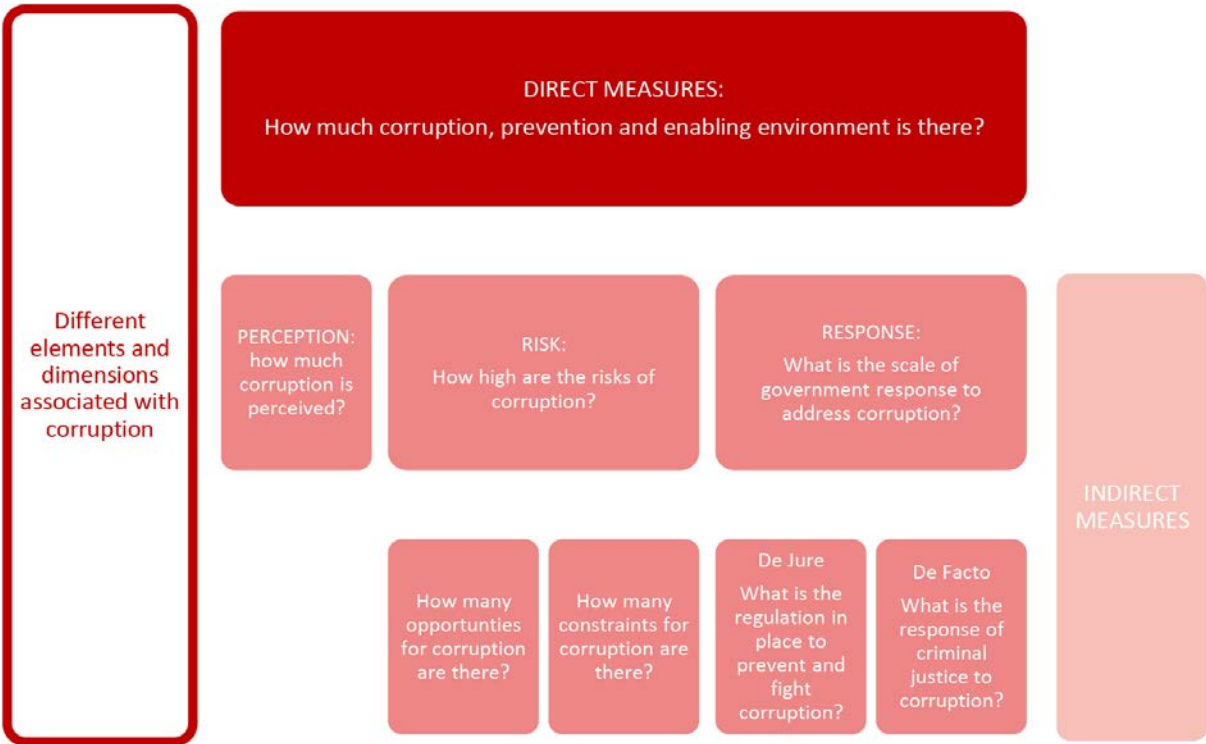 Different
elements and
dimensions
associated with
corruption
DIRECT MEASURES:
How much corruption, prevention and enabling environment is there?
PERCEPTION:
how much
corruption is
perceived?
RISK:
How high are the risks of
corruption?
RESPONSE:
What is the scale of
government response to
address corruption?
INDIRECT
MEASURES
How many
opportunties
for corruption
are there?
How many
constraints for
corruption are
there?
De Jure
What is the
regulation in
place to
prevent and
fight
corruption?
De Facto
What is the
response of
criminal
justice to
corruption?